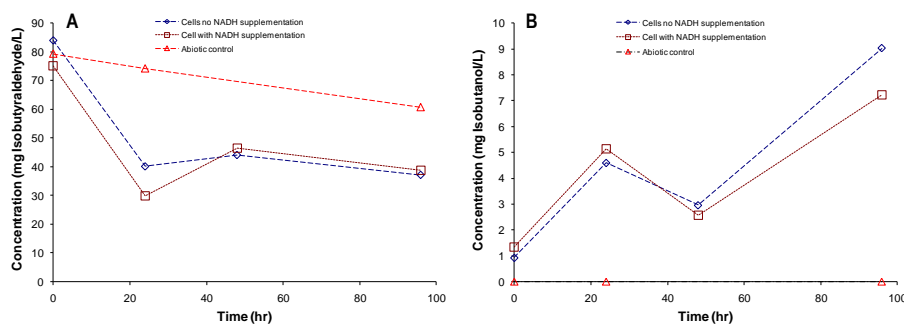 A
Cells no NADH supplementation
Cell with NADH supplementation
Abiotic control
90
80
70
60
50
40
30
20
10
0
0 20 40 60 80 100
Concentration (mg Isobutyraldehyde/L)
Time (hr)
B
Cells no NADH supplementation
Cell with NADH supplementation
Abiotic control
10
9
8
7
6
5
4
3
2
1
0
0 20 40 60 80 100
Concentration (mg Isobutanol/L)
Time (hr)